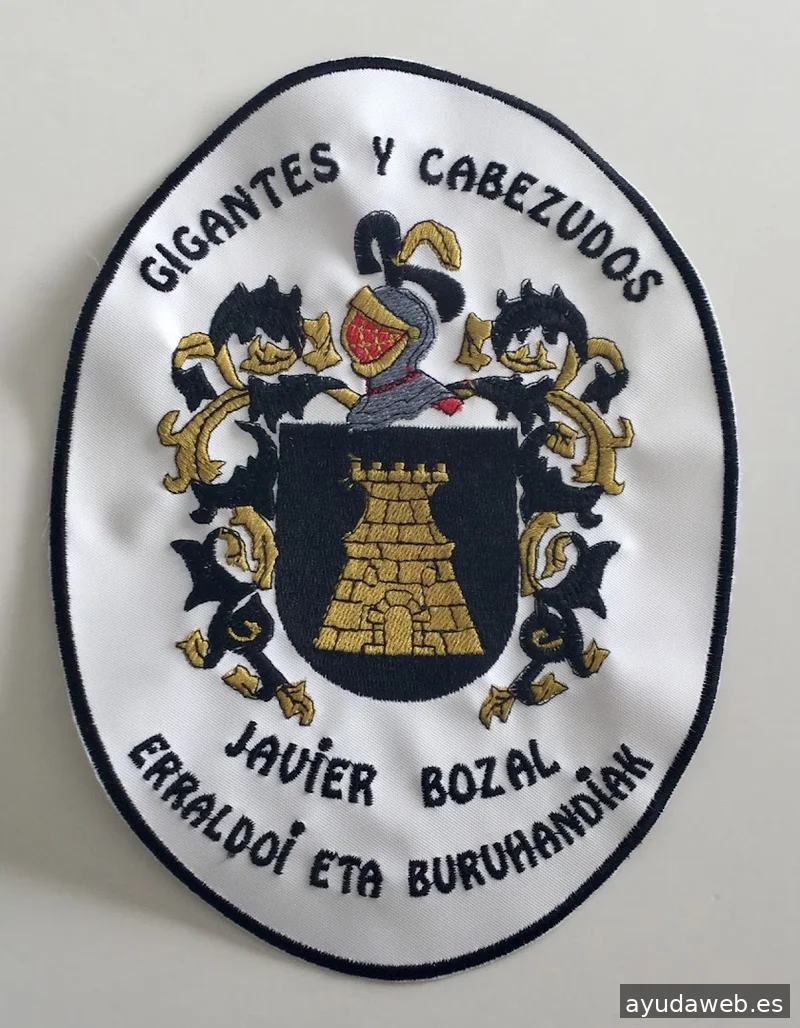 GIGANTES Y CABEZUDOS
JAViER BOZAL
ERRALDOi ETA BURUHANDiAK
ayudaweb.es